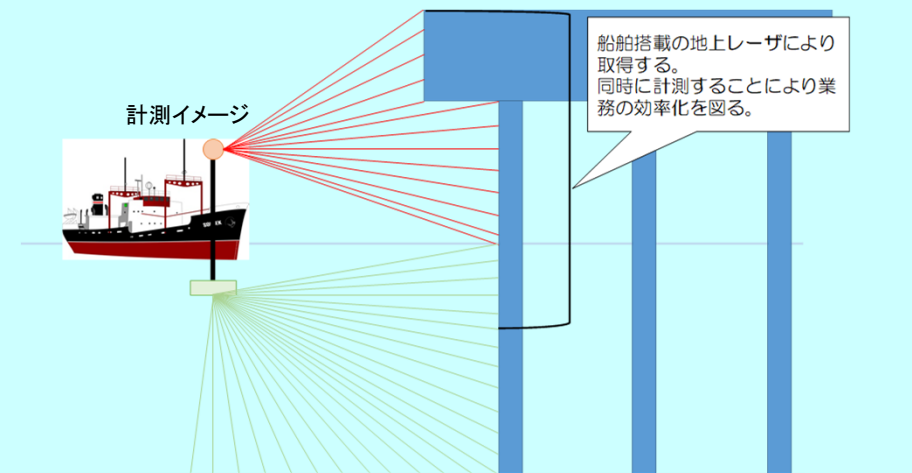 計測イメージ
船舶搭載の地上レーザにより
取得する。
同時に計測することにより業
務の効率化を図る。